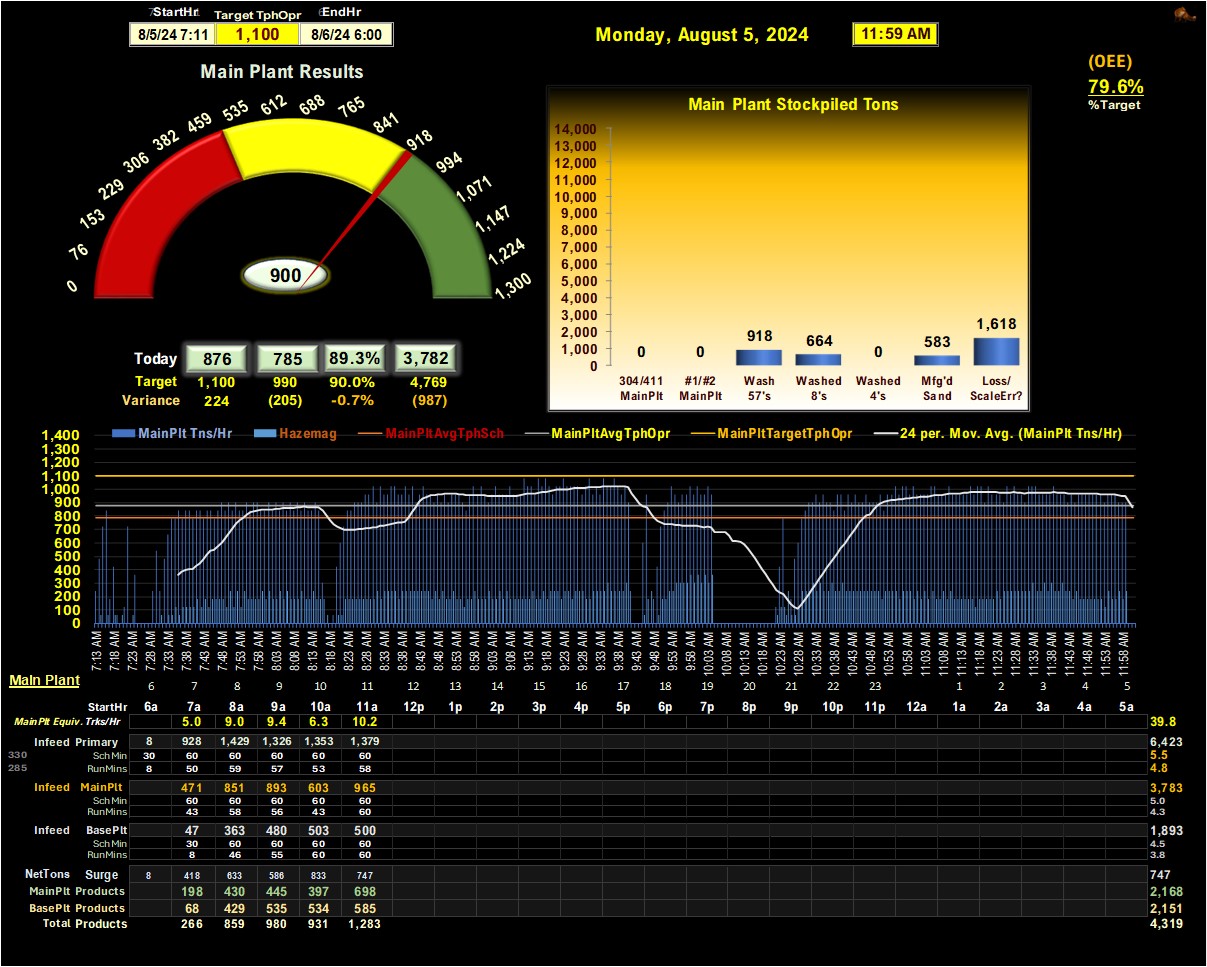 StartHr Target TphOpr EndHr
8/5/24 7:11 1,100 8/6/24 6:00
Monday, August 5, 2024 11:59 AM
(OEE)
79.6%
%Target
Main Plant Results
0 76 153 229 306 382 459 535 612 688 765 841 918 994 1,071 1,147 1,224 1,300
900
Today 876 785 89.3% 3,782
Target 1,100 990 90.0% 4,769
Variance 224 (205) -0.7% (987)
Main Plant Stockpiled Tons
14,000
13,000
12,000
11,000
10,000
9,000
8,000
7,000
6,000
5,000
4,000
3,000
2,000
1,000
0
0 0 918 664 0 583 1,618
304/411 #1/#2 Wash Washed Washed Mfg'd Loss/
MainPlt MainPlt 57's 8's 4's Sand ScaleErr?
MainPlt Tns/Hr Hazemag MainPltAvgTphSch MainPltAvgTphOpr MainPltTargetTphOpr 24 per. Mov. Avg. (MainPlt Tns/Hr)
1,400
1,300
1,200
1,100
1,000
900
800
700
600
500
400
300
200
100
0
7:13 AM 7:18 AM 7:23 AM 7:28 AM 7:33 AM 7:43 AM 7:48 AM 7:53 AM 7:58 AM 8:03 AM 8:08 AM 8:13 AM 8:18 AM 8:23 AM 8:28 AM 8:33 AM 8:38 AM 8:43 AM 8:48 AM 8:53 AM 8:58 AM 9:03 AM 9:08 AM 9:13 AM 9:18 AM 9:23 AM 9:28 AM 9:33 AM 9:38 AM 9:43 AM 9:48 AM 9:53 AM 9:58 AM 10:03 AM 10:08 AM 10:13 AM 10:18 AM 10:23 AM 10:28 AM 10:33 AM 10:38 AM 10:43 AM 10:48 AM 10:53 AM 10:58 AM 11:03 AM 11:08 AM 11:13 AM 11:18 AM 11:23 AM 11:28 AM 11:33 AM 11:38 AM 11:43 AM 11:48 AM 11:53 AM 11:58 AM
Main Plant 6 7 8 9 10 11 12 13 14 15 16 17 18 19 20 21 22 23 1 2 3 4 5
StartHr 6a 7a 8a 9a 10a 11a 12p 1p 2p 3p 4p 5p 6p 7p 8p 9p 10p 11p 12a 1a 2a 3a 4a 5a
MainPlt Equiv. Trks/Hr 5.0 9.0 9.4 6.3 10.2 39.8
Infeed Primary 8 928 1,429 1,326 1,353 1,379 6,423
330 SchMin 30 60 60 60 60 60 5.5
285 RunMins 8 50 59 57 53 58 4.8
Infeed MainPlt 471 851 893 603 965 3,783
SchMin 60 60 60 60 60 5.0
RunMins 43 58 56 43 60 4.3
Infeed BasePlt 47 363 480 503 500 1,893
SchMin 30 60 60 60 60 4.5
RunMins 8 46 55 60 60 3.8
NetTons Surge 8 418 633 586 833 747 747
MainPlt Products 198 430 445 397 698 2,168
BasePlt Products 68 429 535 534 585 2,151
Total Products 266 859 980 931 1,283 4,319